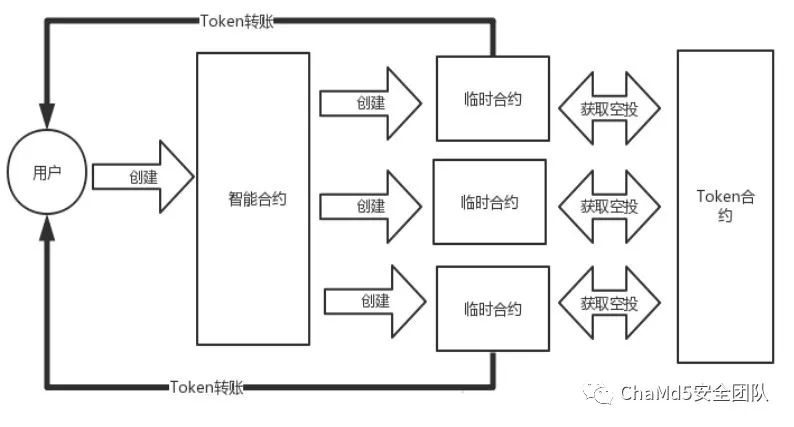 Token转账
用户
创建
智能合约
创建
临时合约
获取空投
创建
临时合约
获取空投
创建
临时合约
获取空投
Token合
约
Token转账
ChaMd5安全团队